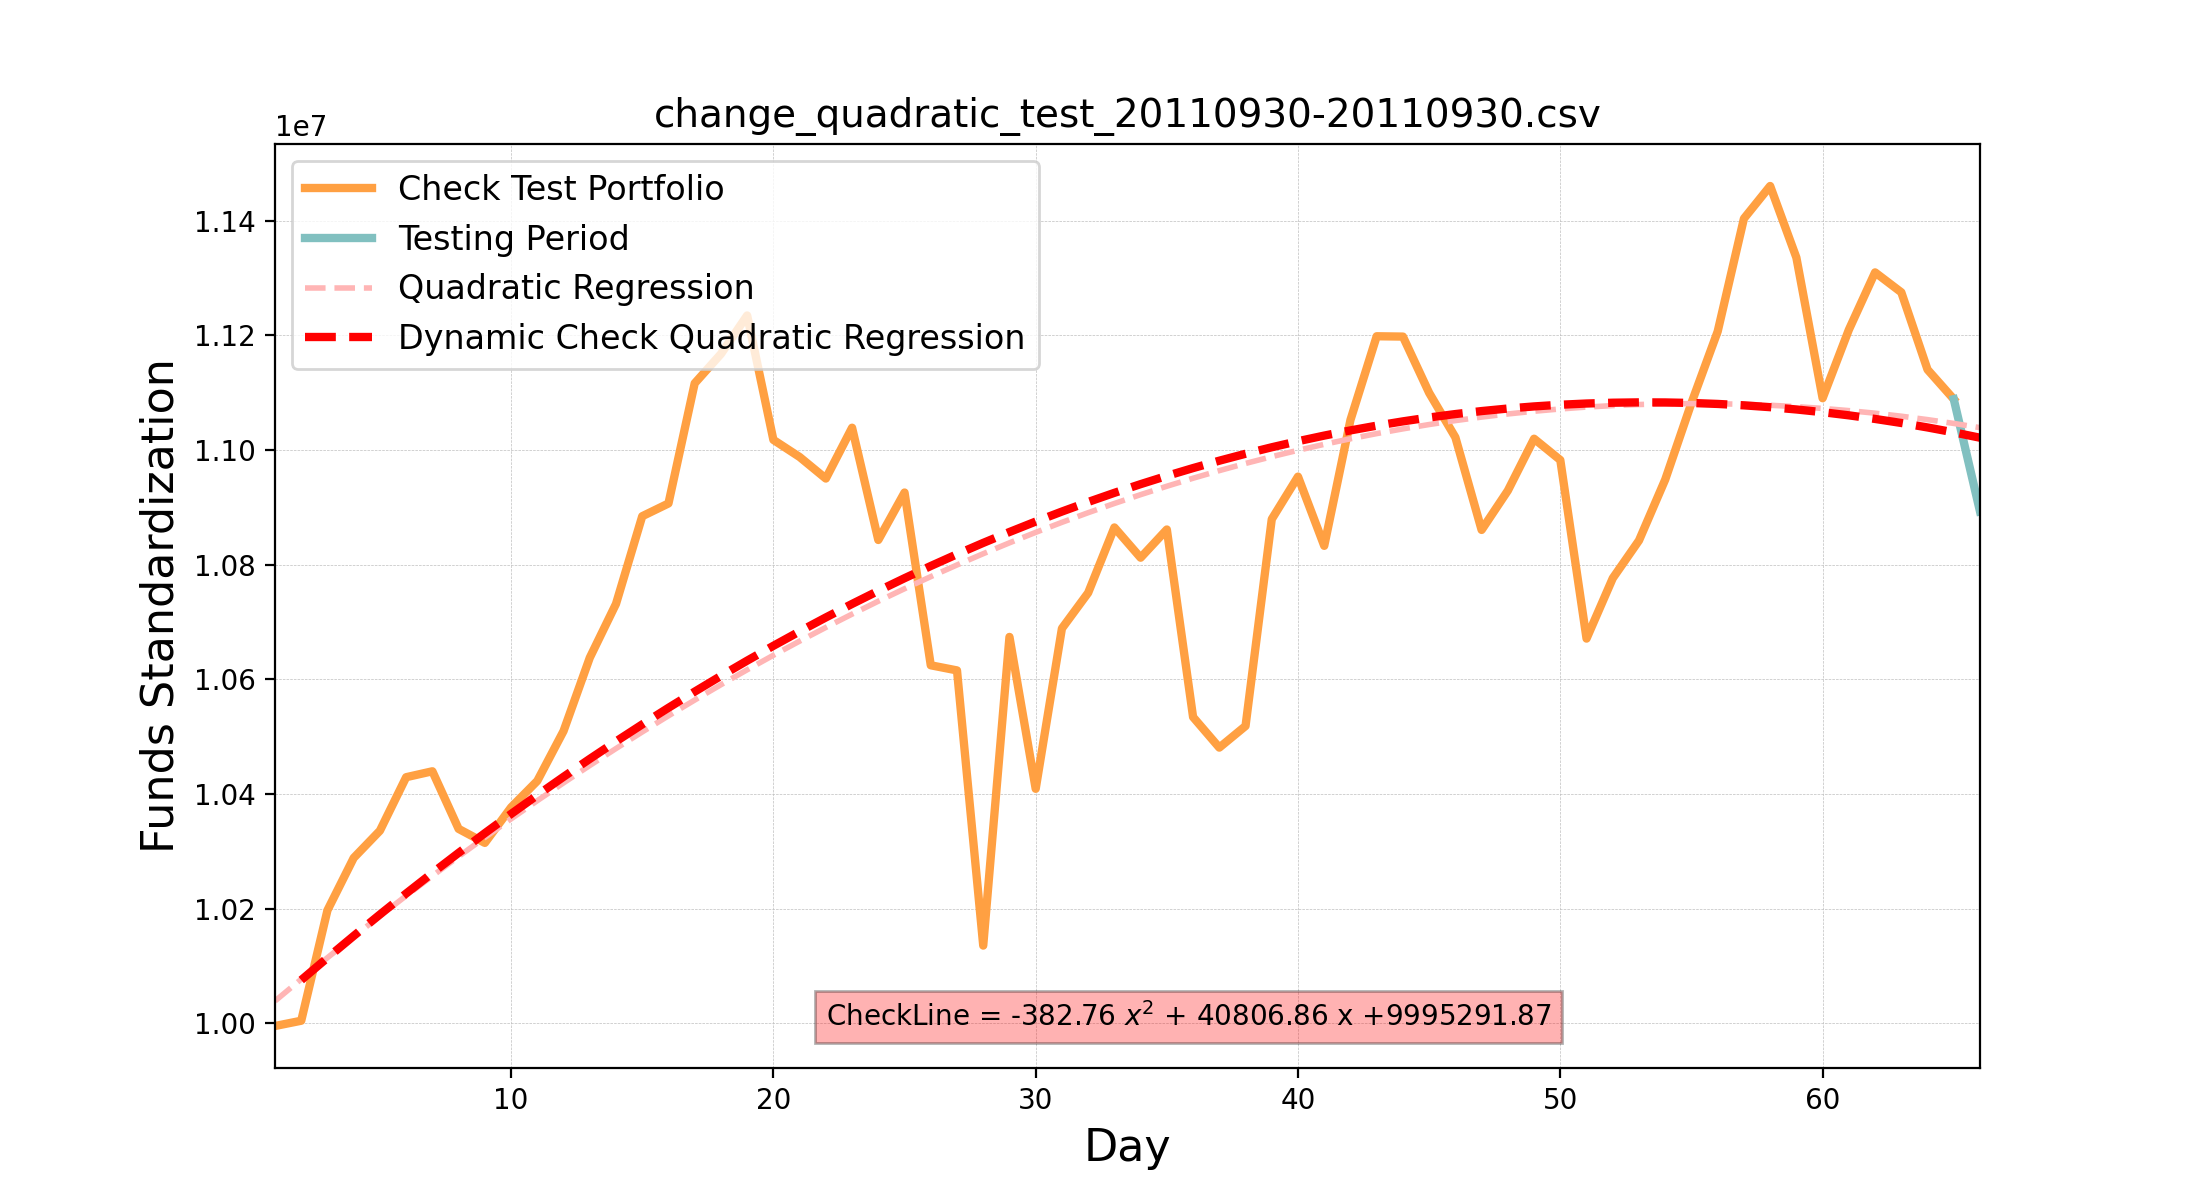 change_quadratic_test_20110930-20110930.csv
1e7
Check Test Portfolio
Testing Period
Quadratic Regression
Dynamic Check Quadratic Regression
Funds Standardization
1.14
1.12
1.10
1.08
1.06
1.04
1.02
1.00
CheckLine = -382.76 x² + 40806.86 x +9995291.87
10 20 30 40 50 60
Day